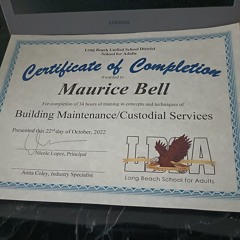 Long Beach Unified School District
School for Adults
Certificate of Completion
Awarded to
Maurice Bell
For completion of 34 hours of training in concepts and techniques of
Building Maintenance/Custodial Services
Presented this 22nd day of October, 2022
Nicole Lopez, Principal
Anita Coley, Industry Specialist
Long Beach School for Adults